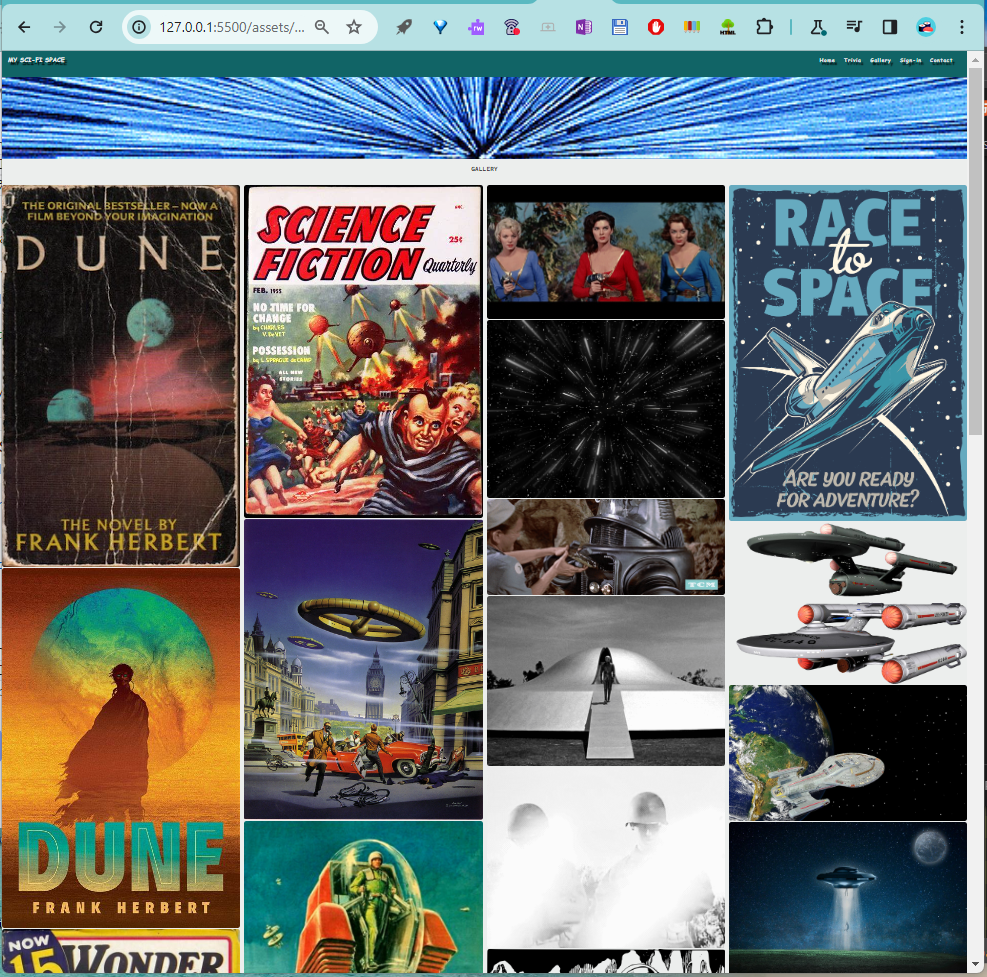 127.0.0.1:5500/assets/...
rw
N
HTML
MY SCI-FI SPACE
Home Trivia Gallery Sign-in Contact
GALLERY
THE ORIGINAL BESTSELLER – NOW A
FILM BEYOND YOUR IMAGINATION
DUNE
THE NOVEL BY
FRANK HERBERT
DUNE
FRANK HERBERT
NOW
15
WONDER
25¢
SCIENCE
FICTION Quarterly
FEB. 1955
NO TIME FOR
CHANGE
by CHARLES
V. DeVET
POSSESSION
by L. SPRAGUE de CAMP
ALL NEW
STORIES
TCM
RACE
to
SPACE
ARE YOU READY
FOR ADVENTURE?